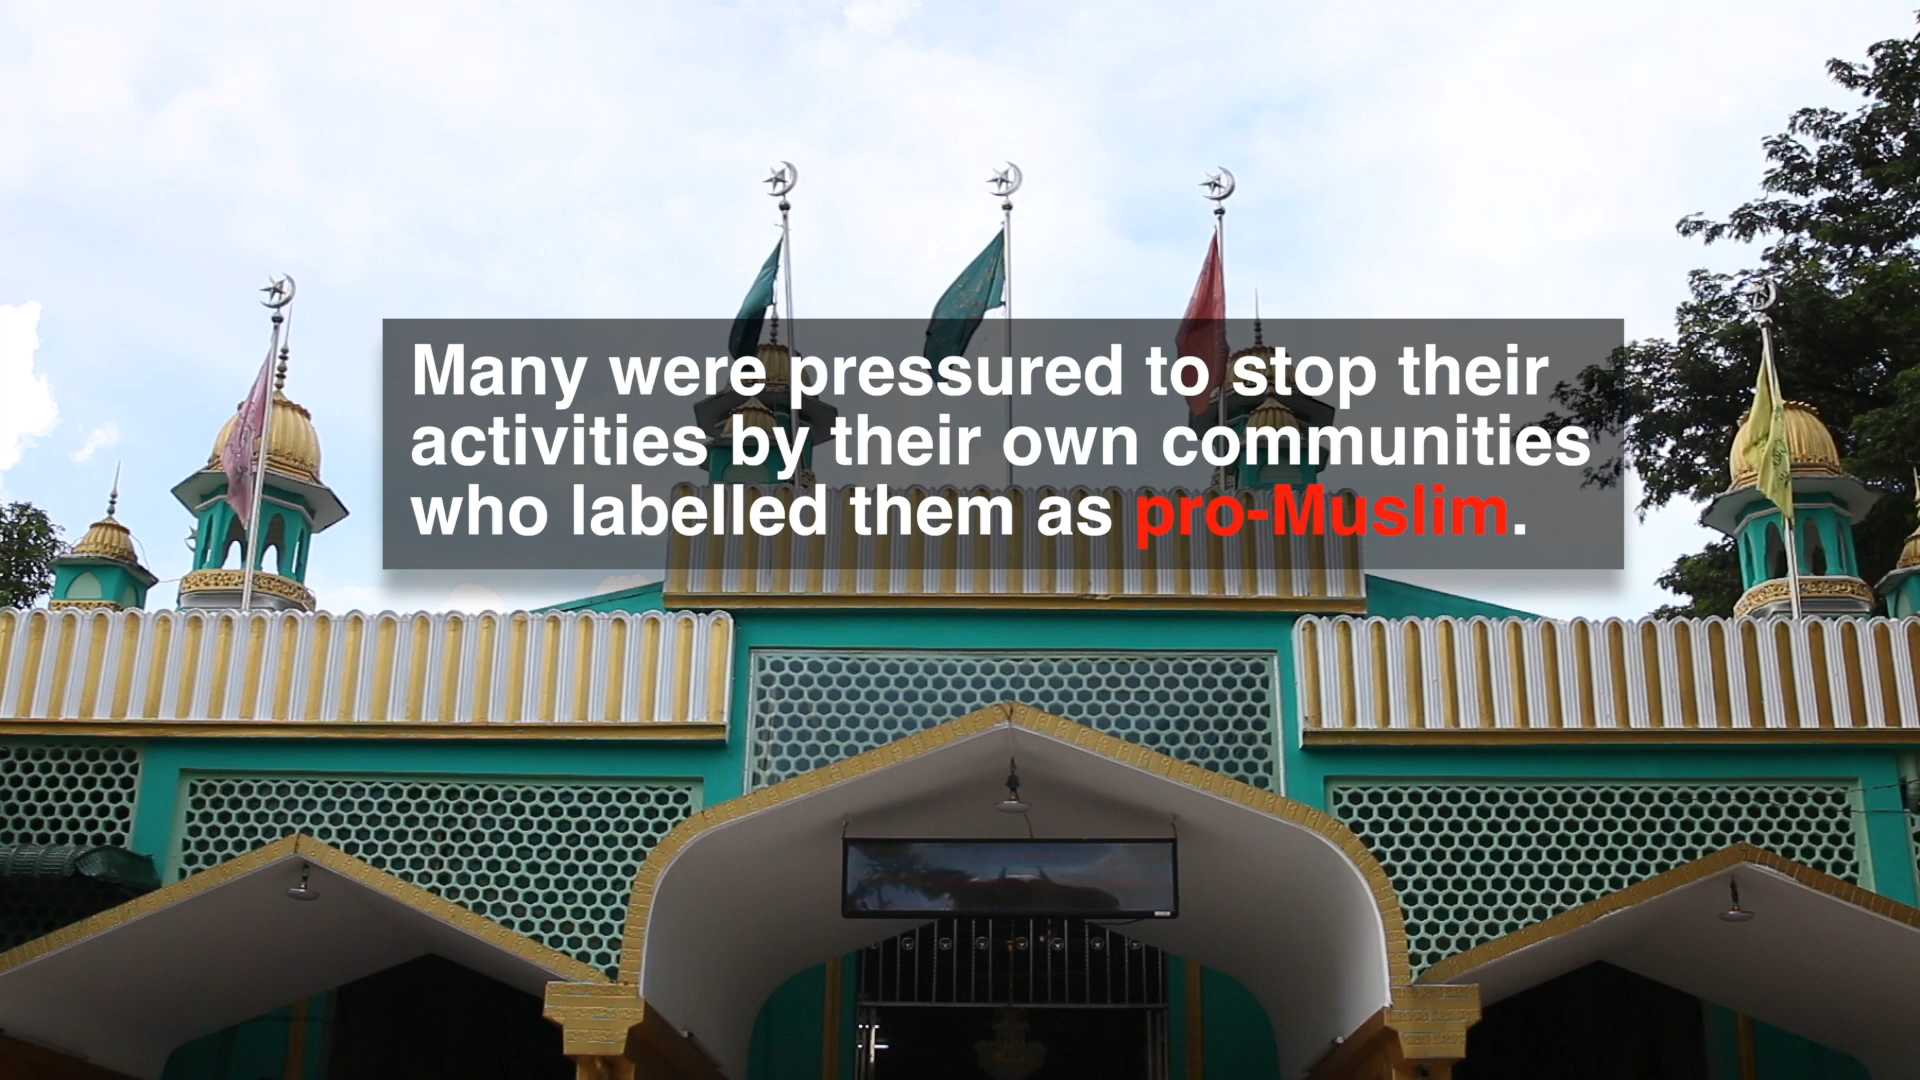 Many were pressured to stop their
activities by their own communities
who labelled them as pro-Muslim.